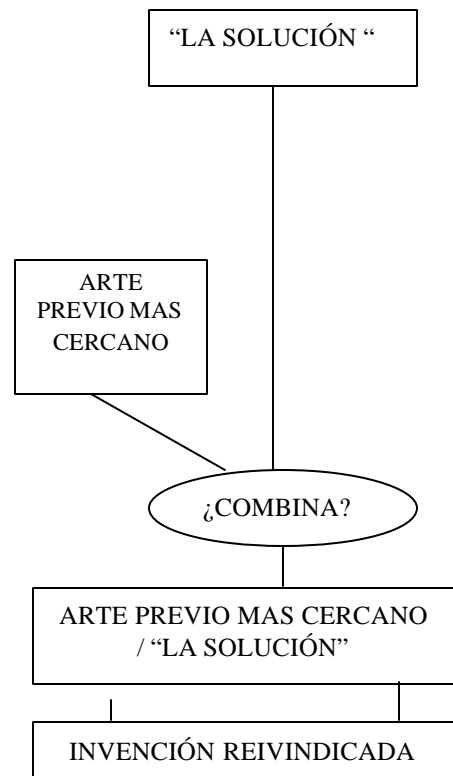 “LA SOLUCIÓN “
ARTE
PREVIO MAS
CERCANO
¿COMBINA?
ARTE PREVIO MAS CERCANO
/ “LA SOLUCIÓN”
INVENCIÓN REIVINDICADA